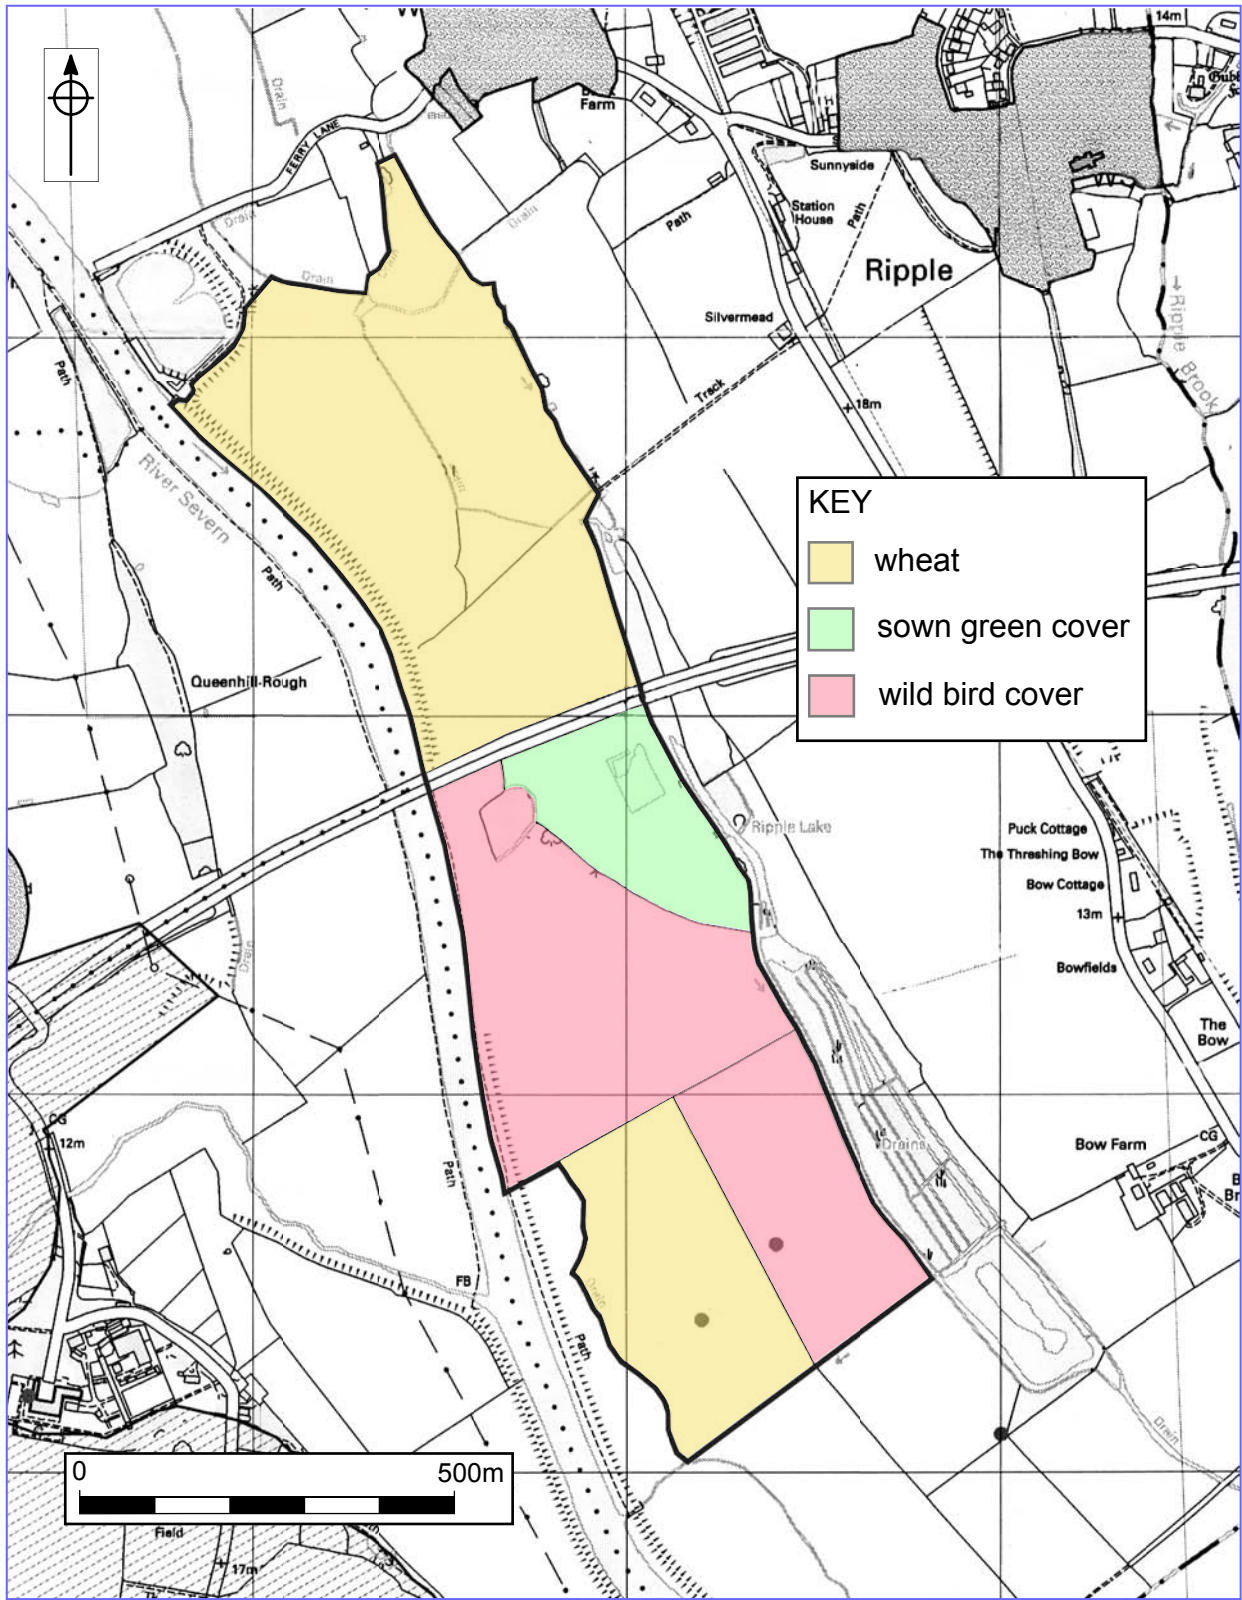 14m
Drain
Farm
FERRY LANE
Sunnyside
Drain
Drain
Path
Station
House
Path
Drain
Ripple
Silvermead
Ripple Brook
Path
Track
18m
River Severn
KEY
wheat
sown green cover
wild bird cover
Path
Queenhill Rough
Ripple Lake
Puck Cottage
The Threshing Bow
Bow Cottage
13m
Drain
Bowfields
The
Bow
CG
12m
Drains
Bow Farm
CG
Path
FB
Drain
Path
Drain
0
500m
Field
17m